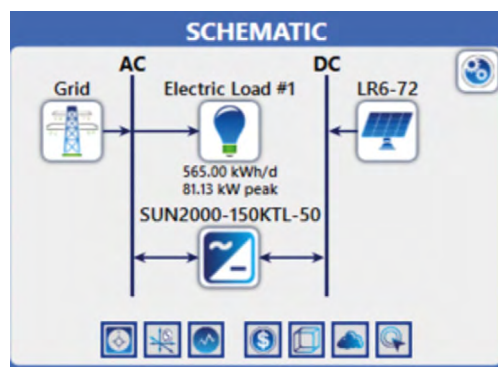 SCHEMATIC
AC
DC
Grid
Electric Load #1
LR6-72
565.00 kWh/d
81.13 kW peak
SUN2000-150KTL-50